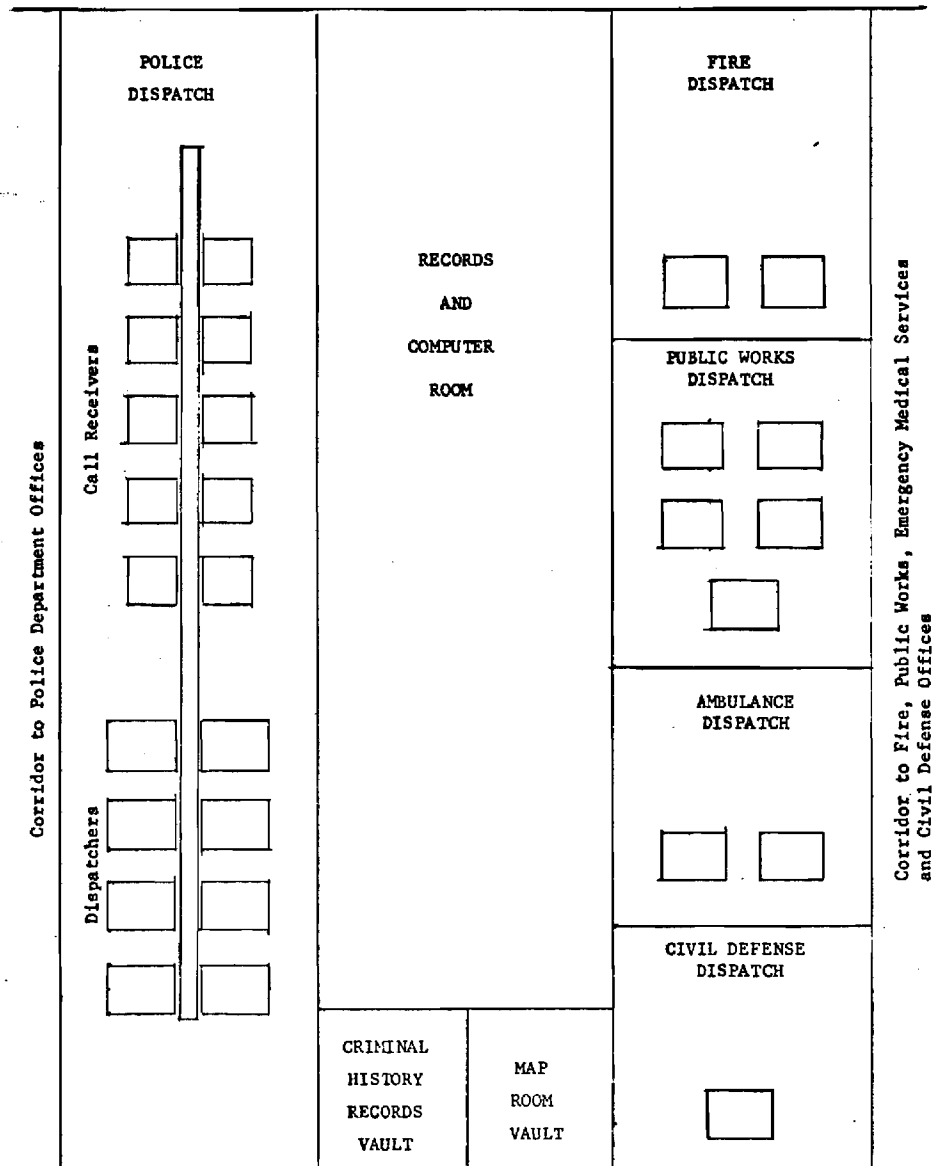 POLICE
DISPATCH
Call Receivers
Dispatchers
Corridor to Police Department Offices
RECORDS
AND
COMPUTER
ROOM
CRIMINAL
HISTORY
RECORDS
VAULT
MAP
ROOM
VAULT
FIRE
DISPATCH
PUBLIC WORKS
DISPATCH
AMBULANCE
DISPATCH
CIVIL DEFENSE
DISPATCH
Corridor to Fire, Public Works, Emergency Medical Services
and Civil Defense Offices